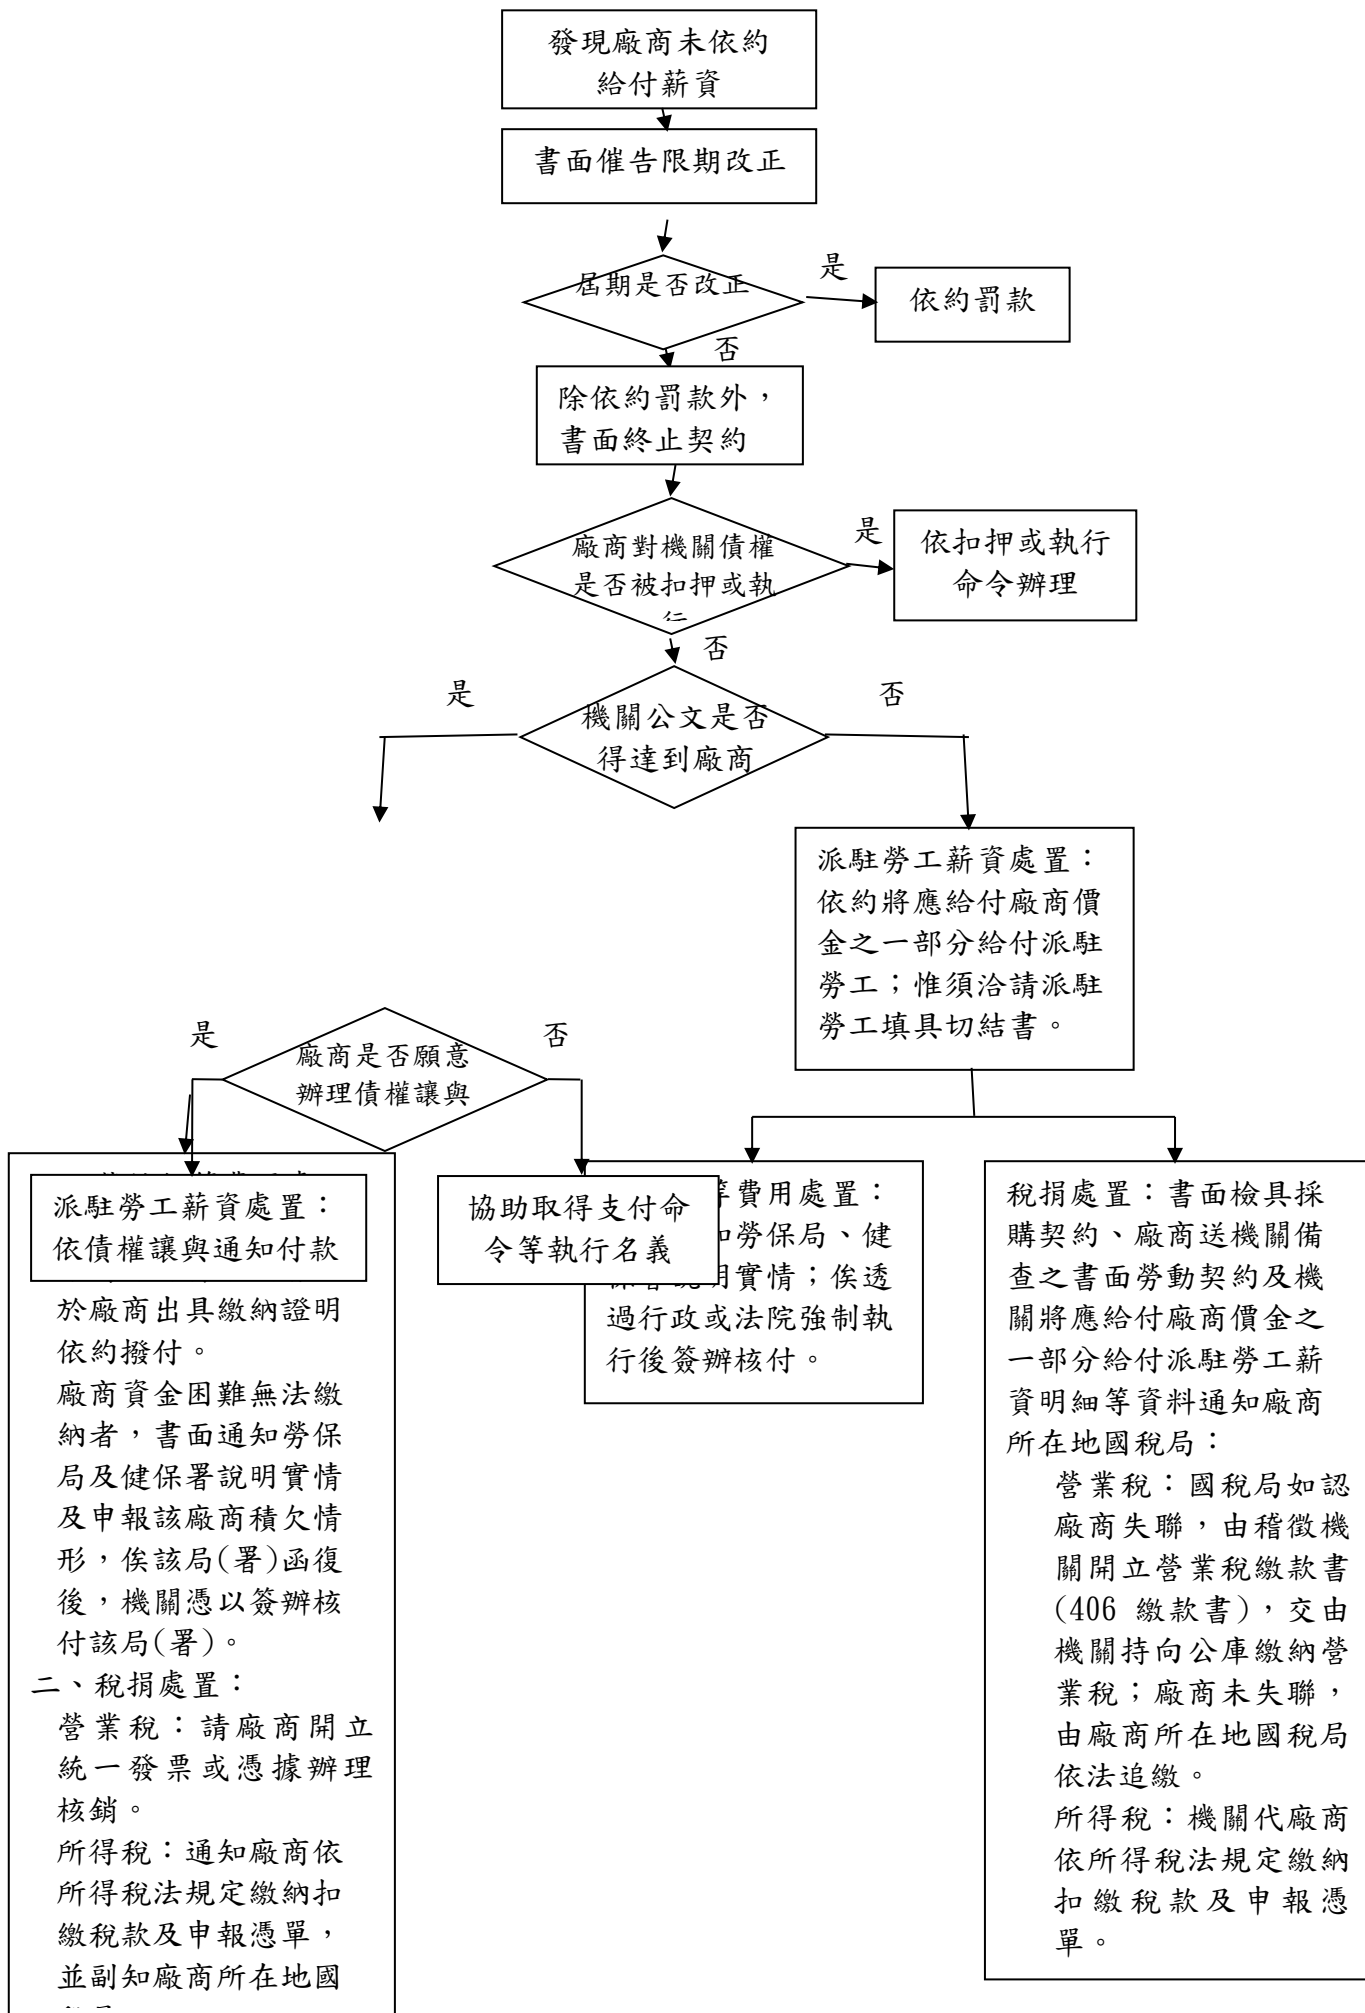 發現廠商未依約
給付薪資
書面催告限期改正
屆期是否改正
是
依約罰款
否
除依約罰款外，
書面終止契約
廠商對機關債權
是否被扣押或執
是
依扣押或執行
命令辦理
否
機關公文是否
得達到廠商
是
否
派駐勞工薪資處置：
依約將應給付廠商價
金之一部分給付派駐
勞工；惟須洽請派駐
勞工填具切結書。
廠商是否願意
辦理債權讓與
是
否
派駐勞工薪資處置：
依債權讓與通知付款
於廠商出具繳納證明
依約撥付。
廠商資金困難無法繳
納者，書面通知勞保
局及健保署說明實情
及申報該廠商積欠情
形，俟該局(署)函復
後，機關憑以簽辦核
付該局(署)。
二、稅捐處置：
營業稅：請廠商開立
統一發票或憑據辦理
核銷。
所得稅：通知廠商依
所得稅法規定繳納扣
繳稅款及申報憑單，
並副知廠商所在地國
協助取得支付命
令等執行名義
費用處置：
勞保局、健
明實情；俟透
過行政或法院強制執
行後簽辦核付。
稅捐處置：書面檢具採
購契約、廠商送機關備
查之書面勞動契約及機
關將應給付廠商價金之
一部分給付派駐勞工薪
資明細等資料通知廠商
所在地國稅局：
營業稅：國稅局如認
廠商失聯，由稽徵機
關開立營業稅繳款書
(406 繳款書)，交由
機關持向公庫繳納營
業稅；廠商未失聯，
由廠商所在地國稅局
依法追繳。
所得稅：機關代廠商
依所得稅法規定繳納
扣繳稅款及申報憑
單。